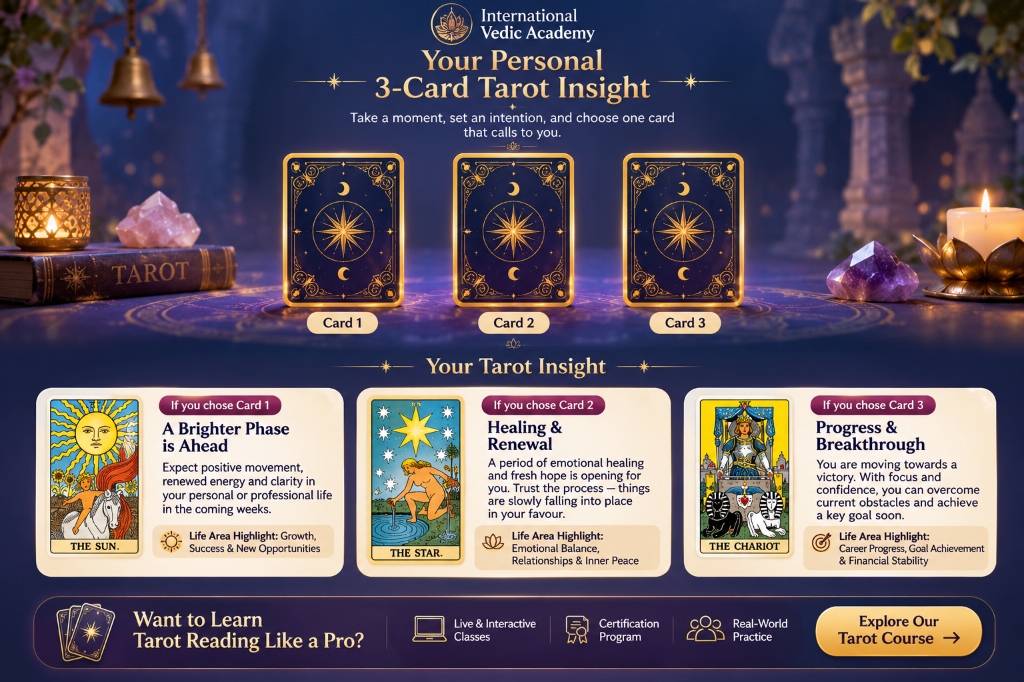 International
Vedic Academy
Your Personal
3-Card Tarot Insight
Take a moment, set an intention, and choose one card
that calls to you.
TAROT
Card 1
Card 2
Card 3
Your Tarot Insight
If you chose Card 1
A Brighter Phase
is Ahead
Expect positive movement,
renewed energy and clarity in
your personal or professional life
in the coming weeks.
Life Area Highlight: Growth,
Success & New Opportunities
THE SUN.
If you chose Card 2
Healing &
Renewal
A period of emotional healing
and fresh hope is opening for
you. Trust the process — things
are slowly falling into place
in your favour.
Life Area Highlight:
Emotional Balance,
Relationships & Inner Peace
THE STAR.
If you chose Card 3
Progress &
Breakthrough
You are moving towards a
victory. With focus and
confidence, you can overcome
current obstacles and achieve
a key goal soon.
Life Area Highlight:
Career Progress, Goal Achievement
& Financial Stability
THE CHARIOT
Want to Learn
Tarot Reading Like a Pro?
Live & Interactive
Classes
Certification
Program
Real-World
Practice
Explore Our
Tarot Course →